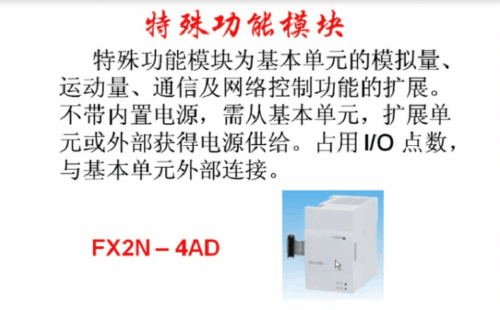 特殊功能模块
特殊功能模块为基本单元的模拟量、
运动量、通信及网络控制功能的扩展。
不带内置电源，需从基本单元，扩展单
元或外部获得电源供给。占用 I/O 点数，
与基本单元外部连接。
FX2N – 4AD